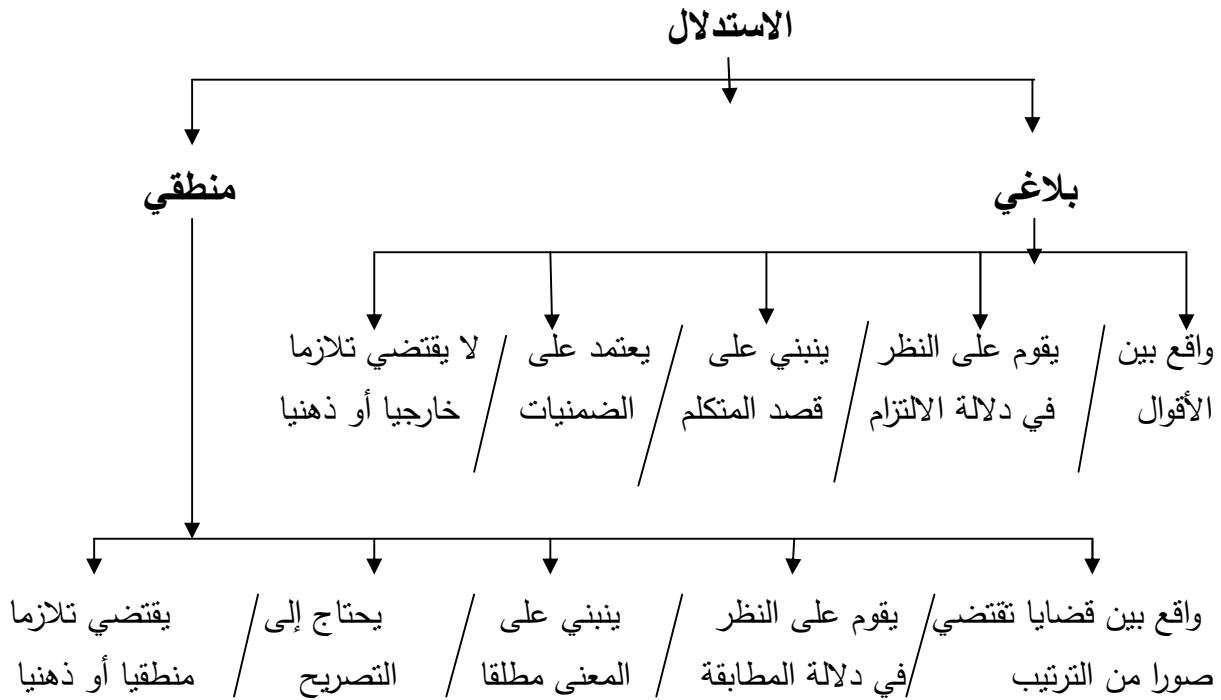 الاستدلال
بلاغي
منطقي
واقع بين / يقوم على النظر / ينبني على / يعتمد على / لا يقتضي تلازما
الأقوال / في دلالة الالتزام / قصد المتكلم / الضمنيات / خارجيا أو ذهنيا
واقع بين قضايا تقتضي / يقوم على النظر / ينبني على / يحتاج إلى / يقتضي تلازما
صورا من الترتيب / في دلالة المطابقة / المعنى مطلقا / التصريح / منطقيا أو ذهنيا